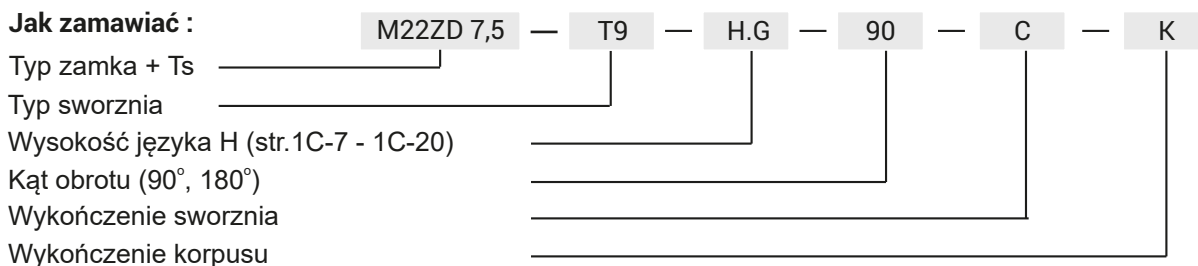 Jak zamawiać : M22ZD 7,5 — T9 — H.G — 90 — C — K
Typ zamka + Ts
Typ sworznia
Wysokość języka H (str.1C-7 - 1C-20)
Kąt obrotu (90°, 180°)
Wykończenie sworznia
Wykończenie korpusu